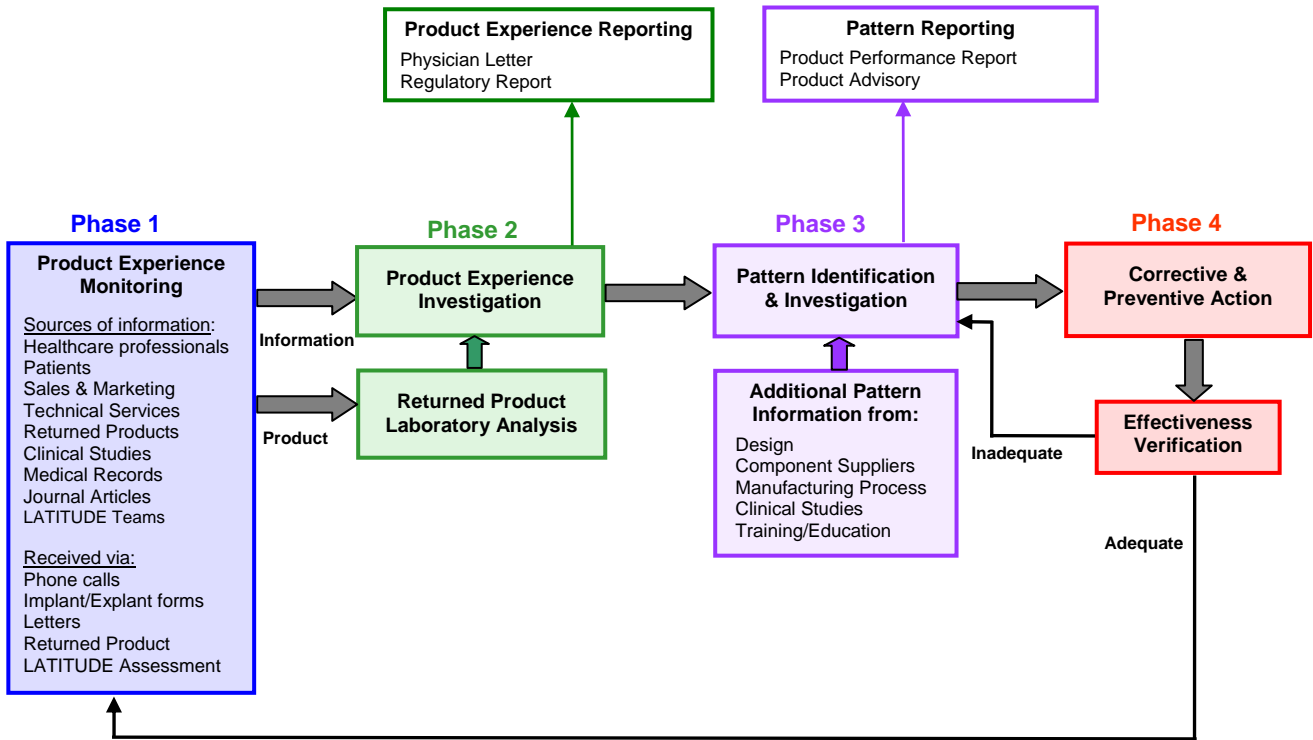 Product Experience Reporting
Physician Letter
Regulatory Report
Pattern Reporting
Product Performance Report
Product Advisory
Phase 1
Product Experience
Monitoring
Sources of information:
Healthcare professionals
Patients
Sales & Marketing
Technical Services
Returned Products
Clinical Studies
Medical Records
Journal Articles
LATITUDE Teams
Received via:
Phone calls
Implant/Explant forms
Letters
Returned Product
LATITUDE Assessment
Information
Product
Phase 2
Product Experience
Investigation
Returned Product
Laboratory Analysis
Phase 3
Pattern Identification
& Investigation
Additional Pattern
Information from:
Design
Component Suppliers
Manufacturing Process
Clinical Studies
Training/Education
Phase 4
Corrective &
Preventive Action
Effectiveness
Verification
Inadequate
Adequate